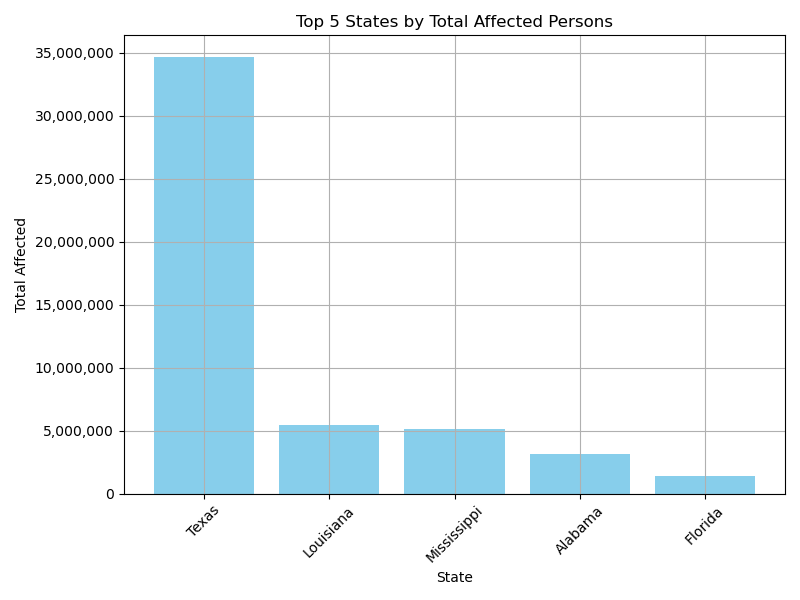 Top 5 States by Total Affected Persons
35,000,000
30,000,000
25,000,000
20,000,000
15,000,000
10,000,000
5,000,000
0
Total Affected
Texas
Louisiana
Mississippi
Alabama
Florida
State